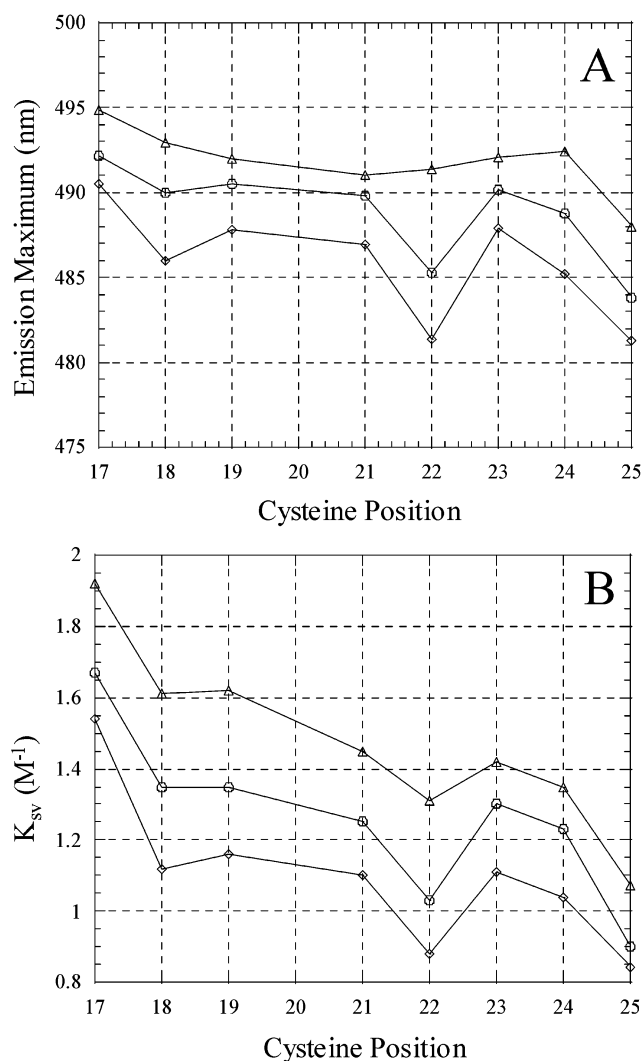 500
A
495
490
485
480
475
Emission Maximum (nm)
17 18 19 20 21 22 23 24 25
Cysteine Position
2
B
1.8
1.6
1.4
1.2
1
0.8
Ksv (M-1)
17 18 19 20 21 22 23 24 25
Cysteine Position